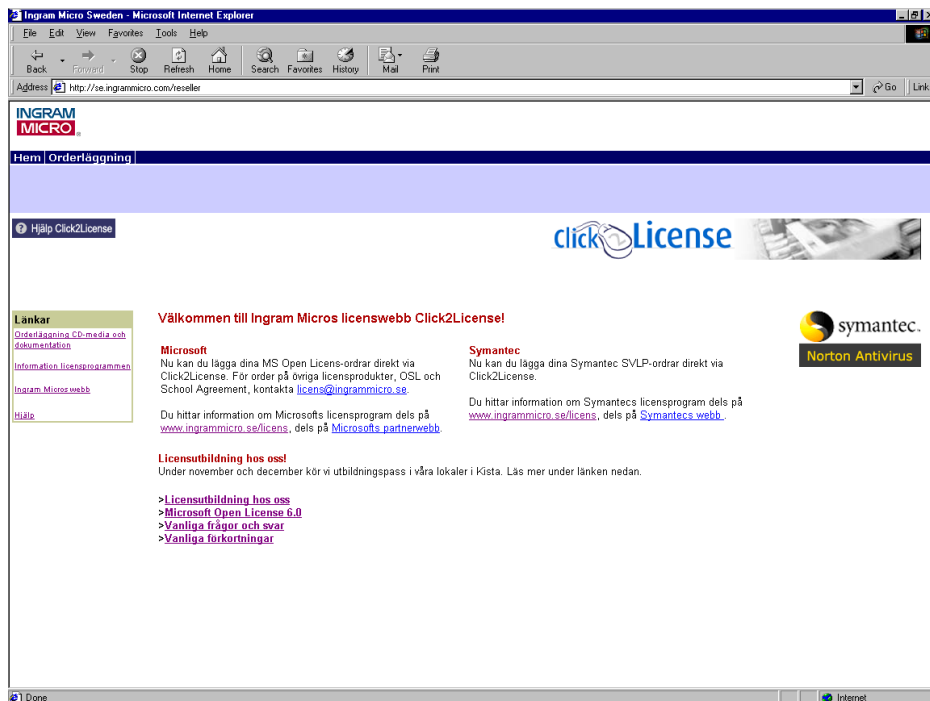 Ingram Micro Sweden - Microsoft Internet Explorer
File Edit View Favorites Tools Help
Back Forward Stop Refresh Home Search Favorites History Mail Print
Address http://se.ingrammicro.com/reseller Go Link
INGRAM
MICRO
Hem Orderläggning
? Hjälp Click2License
click2License
Länkar
Orderläggning CD-media och
dokumentation
Information licensprogrammen
Ingram Micros webb
Hjälp
Välkommen till Ingram Micros licenswebb Click2License!
Microsoft
Nu kan du lägga dina MS Open Licens-ordrar direkt via
Click2License. För order på övriga licensprodukter, OSL och
School Agreement, kontakta licens@ingrammicro.se.
Du hittar information om Microsofts licensprogram dels på
www.ingrammicro.se/licens, dels på Microsofts partnerwebb.
Symantec
Nu kan du lägga dina Symantec SVLP-ordrar direkt via
Click2License.
Du hittar information om Symantecs licensprogram dels på
www.ingrammicro.se/licens, dels på Symantecs webb .
symantec.
Norton Antivirus
Licensutbildning hos oss!
Under november och december kör vi utbildningspass i våra lokaler i Kista. Läs mer under länken nedan.
>Licensutbildning hos oss
>Microsoft Open License 6.0
>Vanliga frågor och svar
>Vanliga förkortningar
Done
Internet